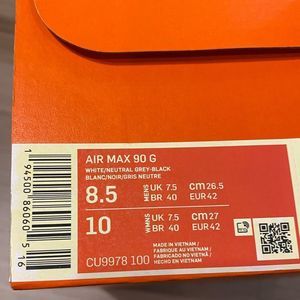 AIR MAX 90 G
WHITE/NEUTRAL GREY-BLACK
BLANC/NOIR/GRIS NEUTRE
8.5 MENS UK 7.5 cm 26.5
BR 40 EUR 42
10 WMNS UK 7.5 cm 27
BR 40 EUR 42
CU9978 100
MADE IN VIETNAM /
FABRIQUE AU VIETNAM /
FABRICADO NO VIETNÃ /
HECHO EN VIETNAM
1 94500 86060 5 16